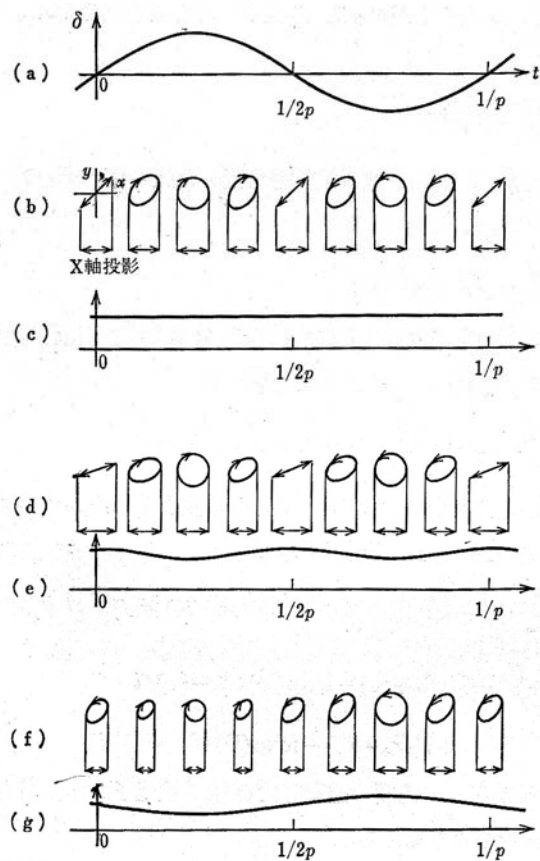 δ
(a)
0
1/2p
1/p
t
y
x
(b)
X軸投影
(c)
0
1/2p
1/p
(d)
(e)
0
1/2p
1/p
(f)
(g)
0
1/2p
1/p